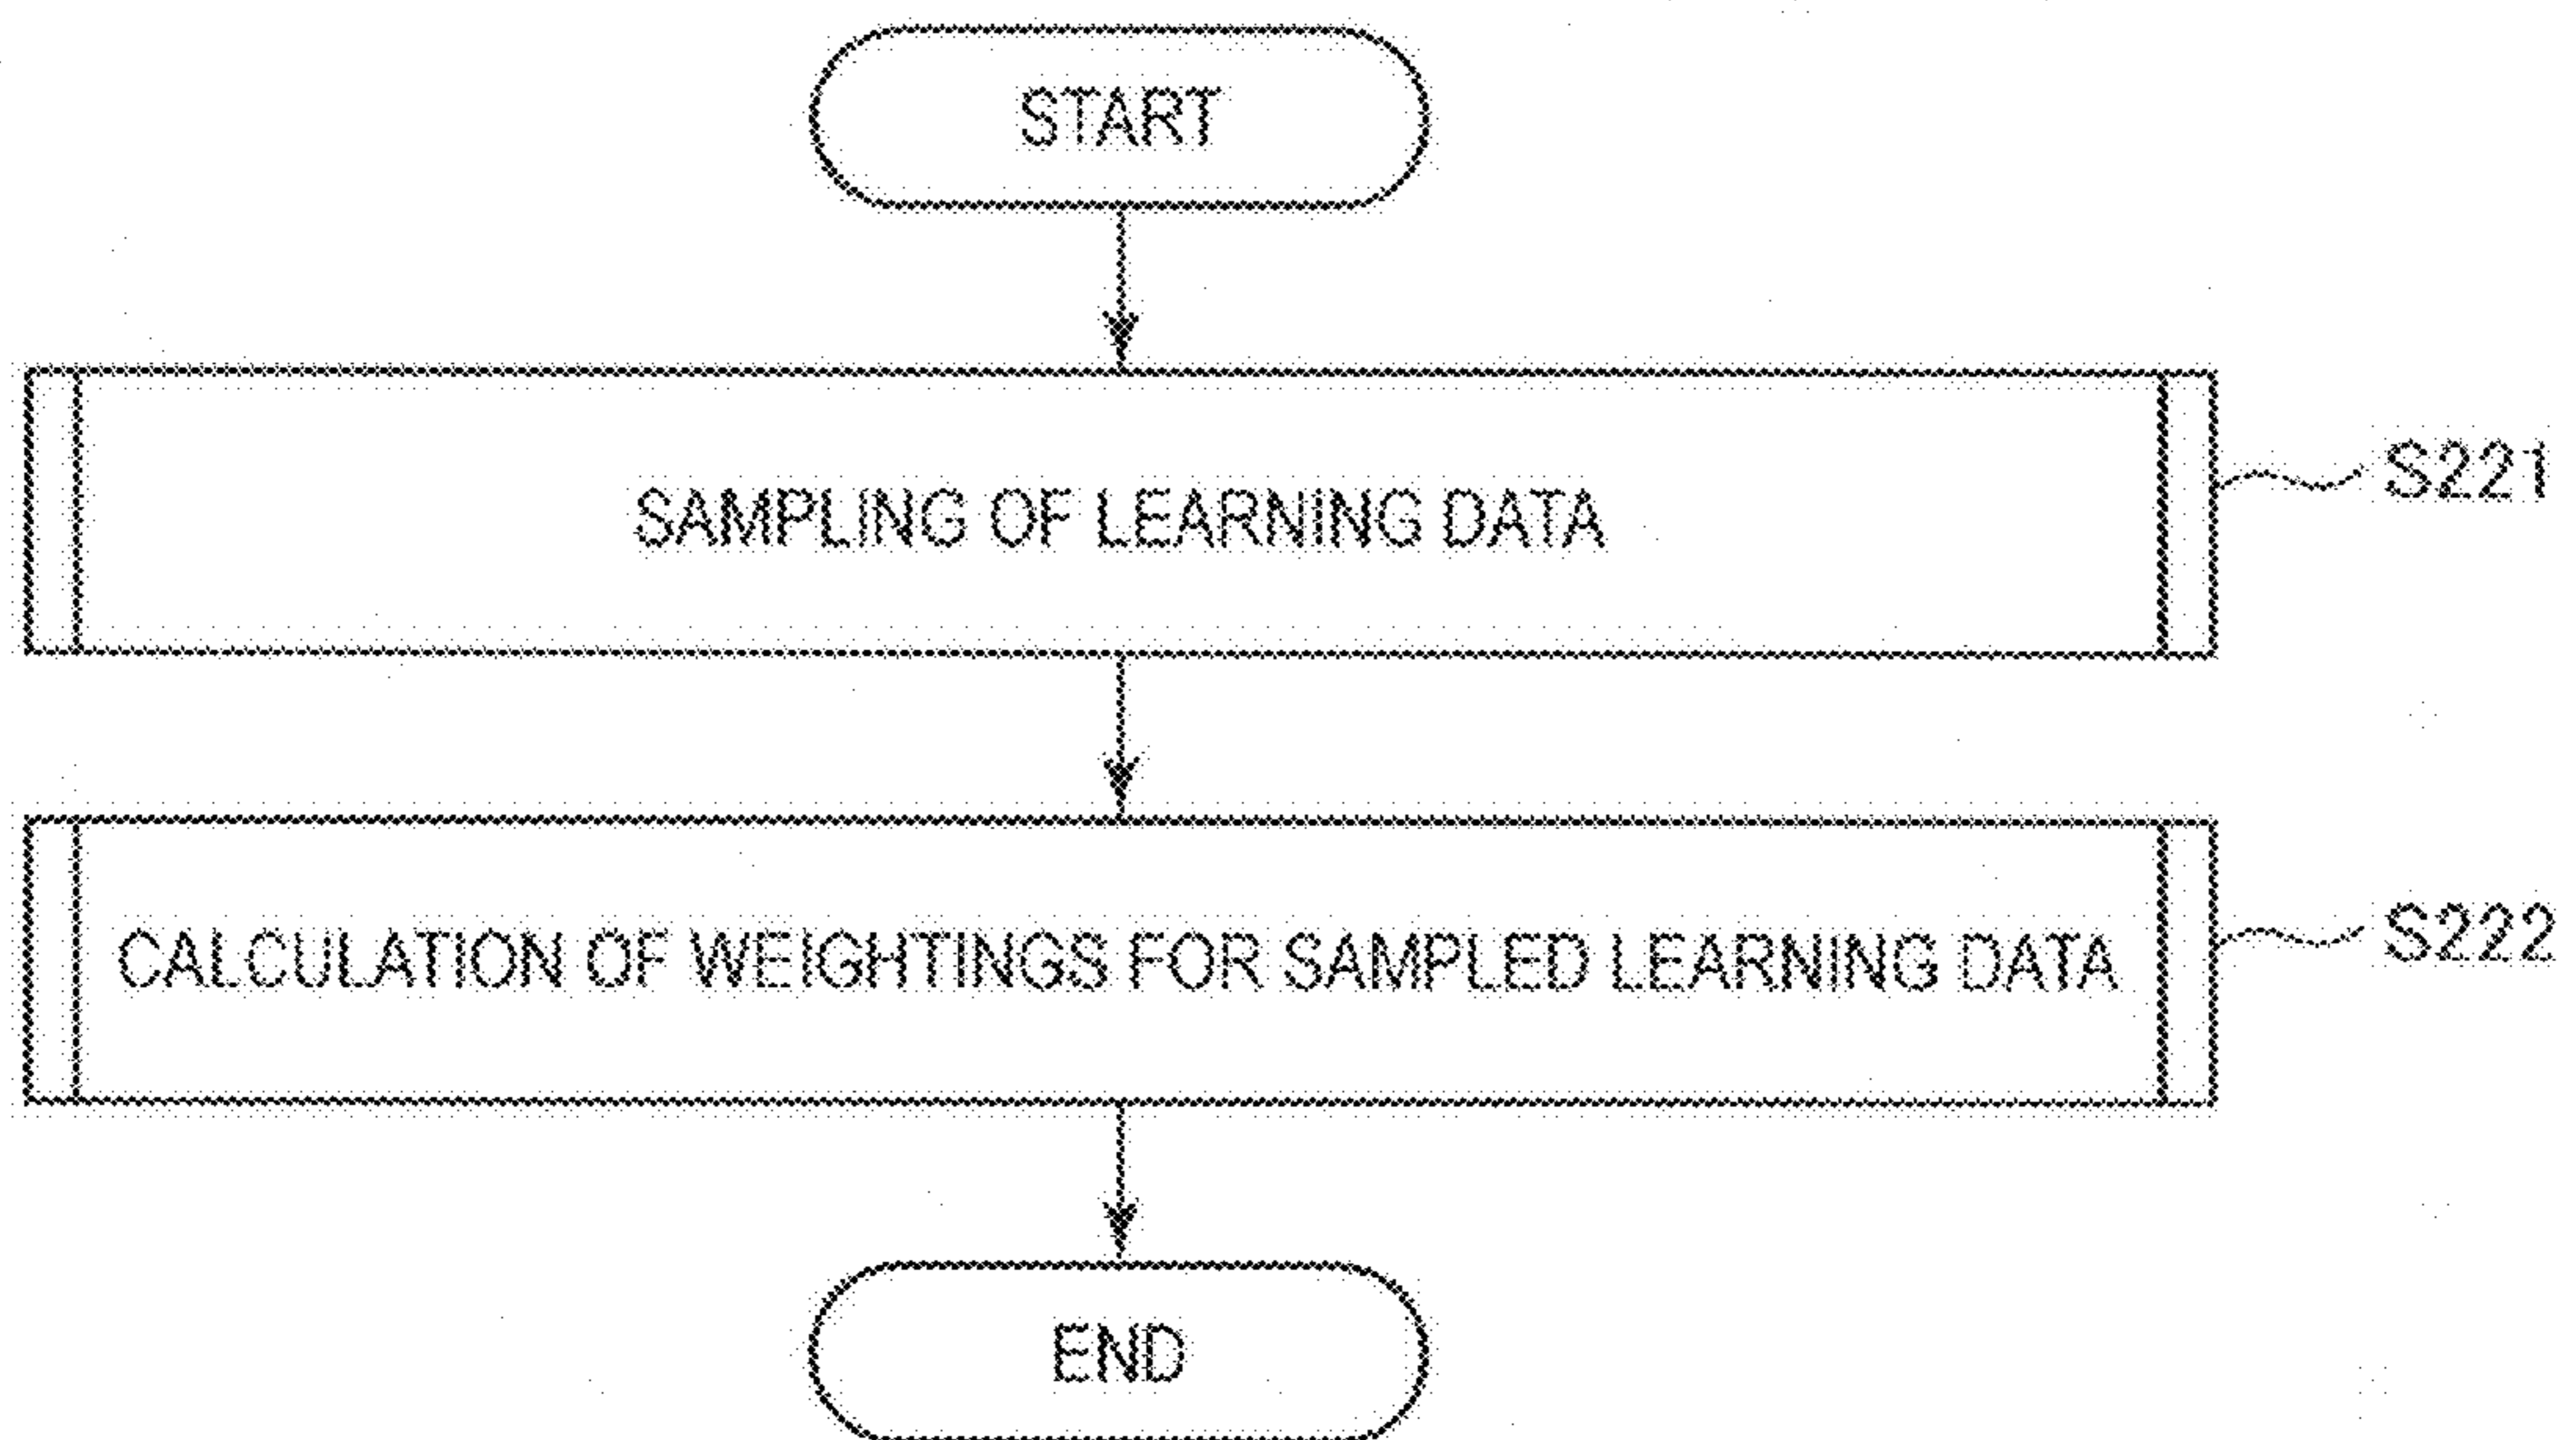 START
SAMPLING OF LEARNING DATA
S221
CALCULATION OF WEIGHTINGS FOR SAMPLED LEARNING DATA
S222
END